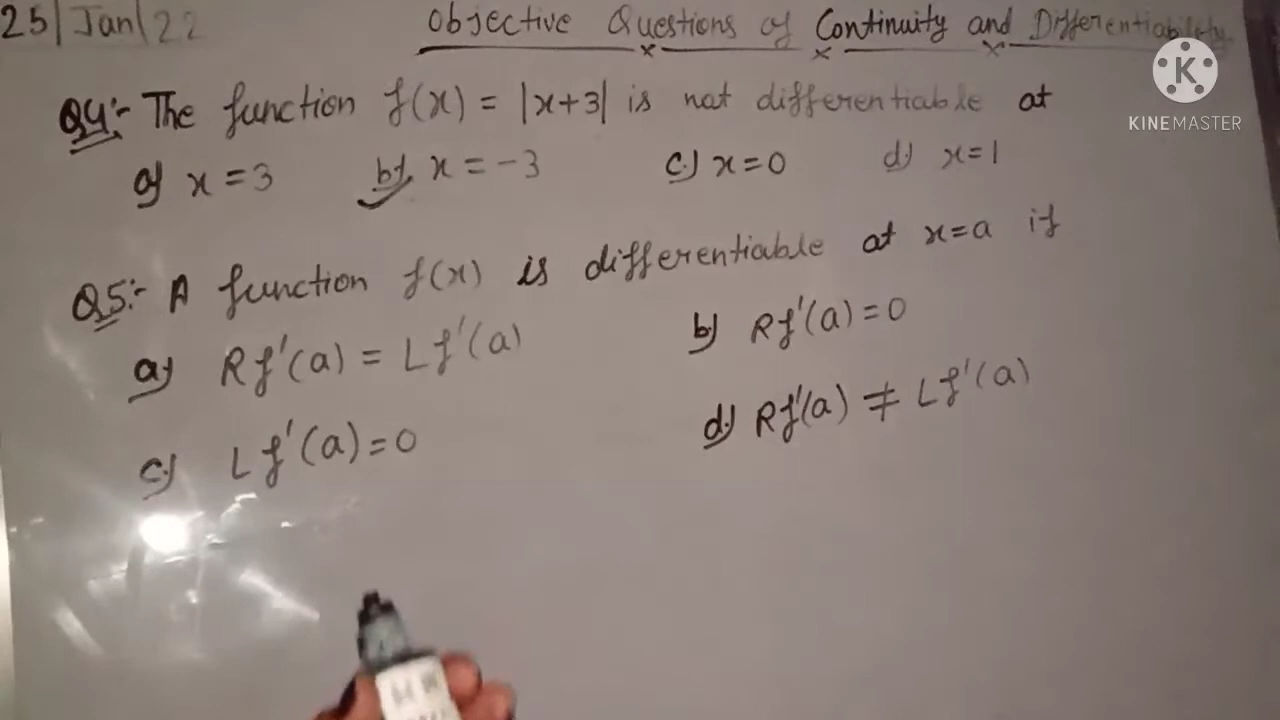 25/Jan/22
Objective Questions of Continuity and Differentiability
Q4:- The function f(x) = |x+3| is not differentiable at
a) x = 3 b) x = -3 c) x = 0 d) x = 1
Q5:- A function f(x) is differentiable at x=a if
a) Rf'(a) = Lf'(a) b) Rf'(a) = 0
c) Lf'(a) = 0 d) Rf'(a) ≠ Lf'(a)
K
KINEMASTER